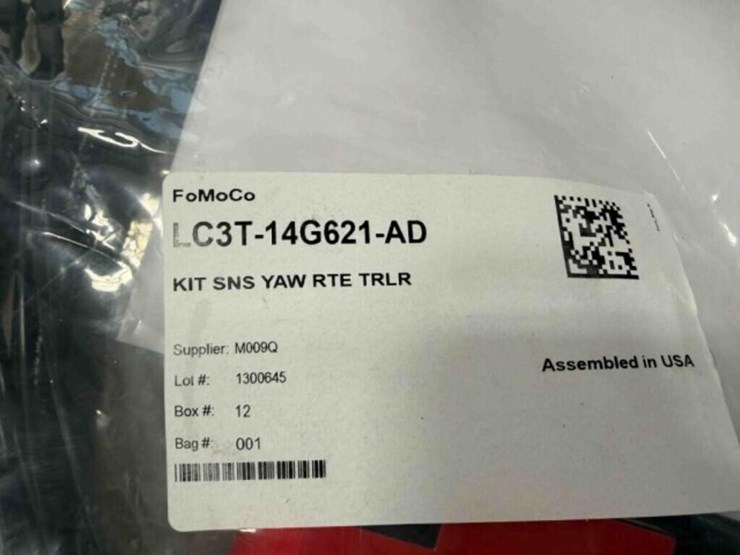 FoMoCo
LC3T-14G621-AD
KIT SNS YAW RTE TRLR
Supplier: M009Q
Lot #: 1300645
Box #: 12
Bag #: 001
Assembled in USA